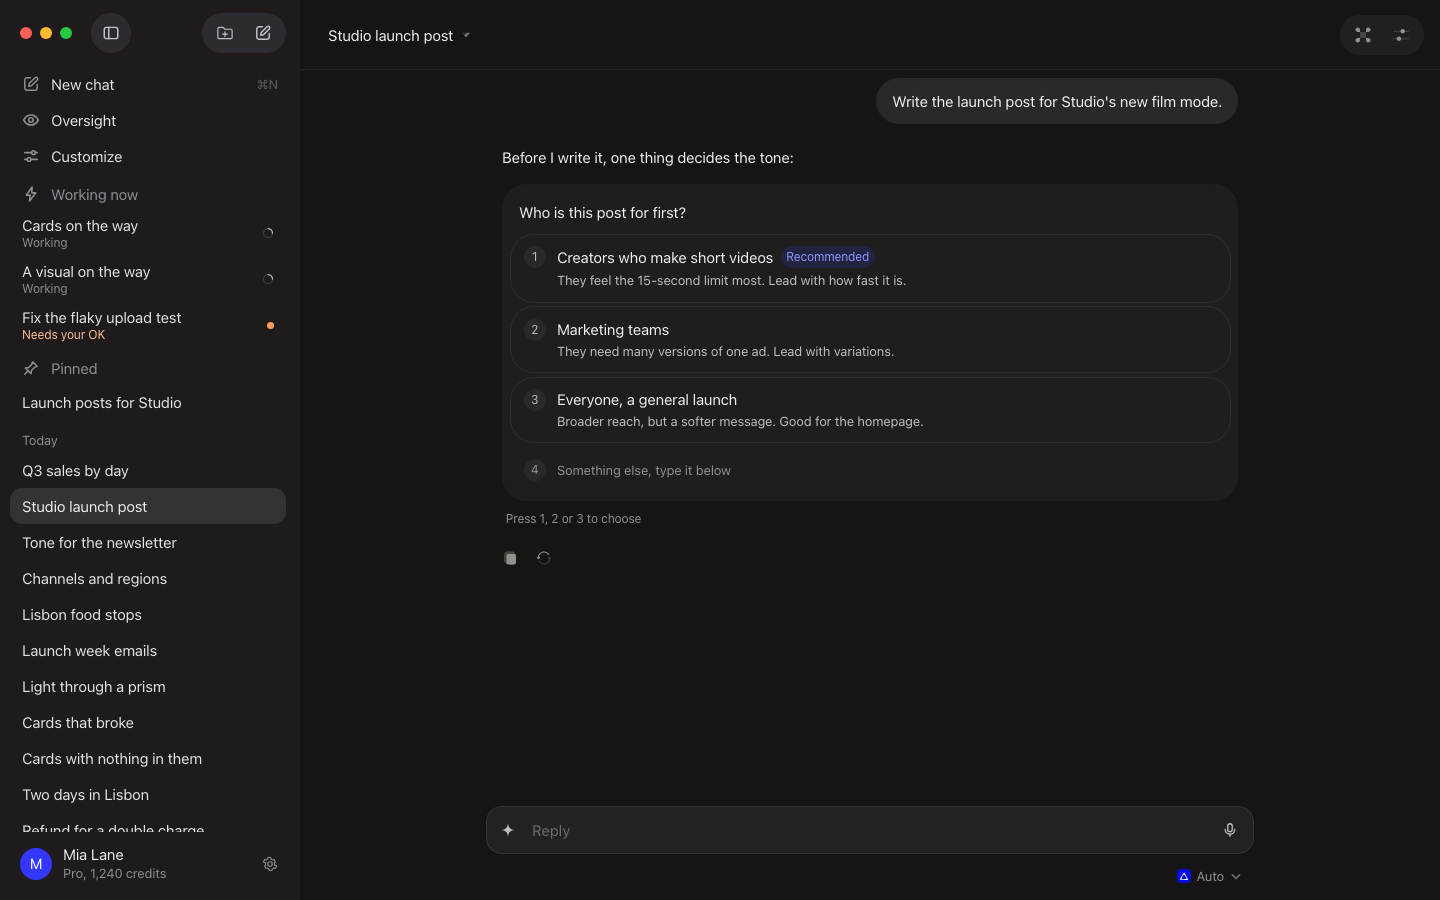 Studio launch post
New chat
⌘N
Oversight
Customize
Working now
Cards on the way
Working
A visual on the way
Working
Fix the flaky upload test
Needs your OK
Pinned
Launch posts for Studio
Today
Q3 sales by day
Studio launch post
Tone for the newsletter
Channels and regions
Lisbon food stops
Launch week emails
Light through a prism
Cards that broke
Cards with nothing in them
Two days in Lisbon
Refund for a double charge
M
Mia Lane
Pro, 1,240 credits
Write the launch post for Studio's new film mode.
Before I write it, one thing decides the tone:
Who is this post for first?
1 Creators who make short videos Recommended
They feel the 15-second limit most. Lead with how fast it is.
2 Marketing teams
They need many versions of one ad. Lead with variations.
3 Everyone, a general launch
Broader reach, but a softer message. Good for the homepage.
4 Something else, type it below
Press 1, 2 or 3 to choose
Reply
Auto